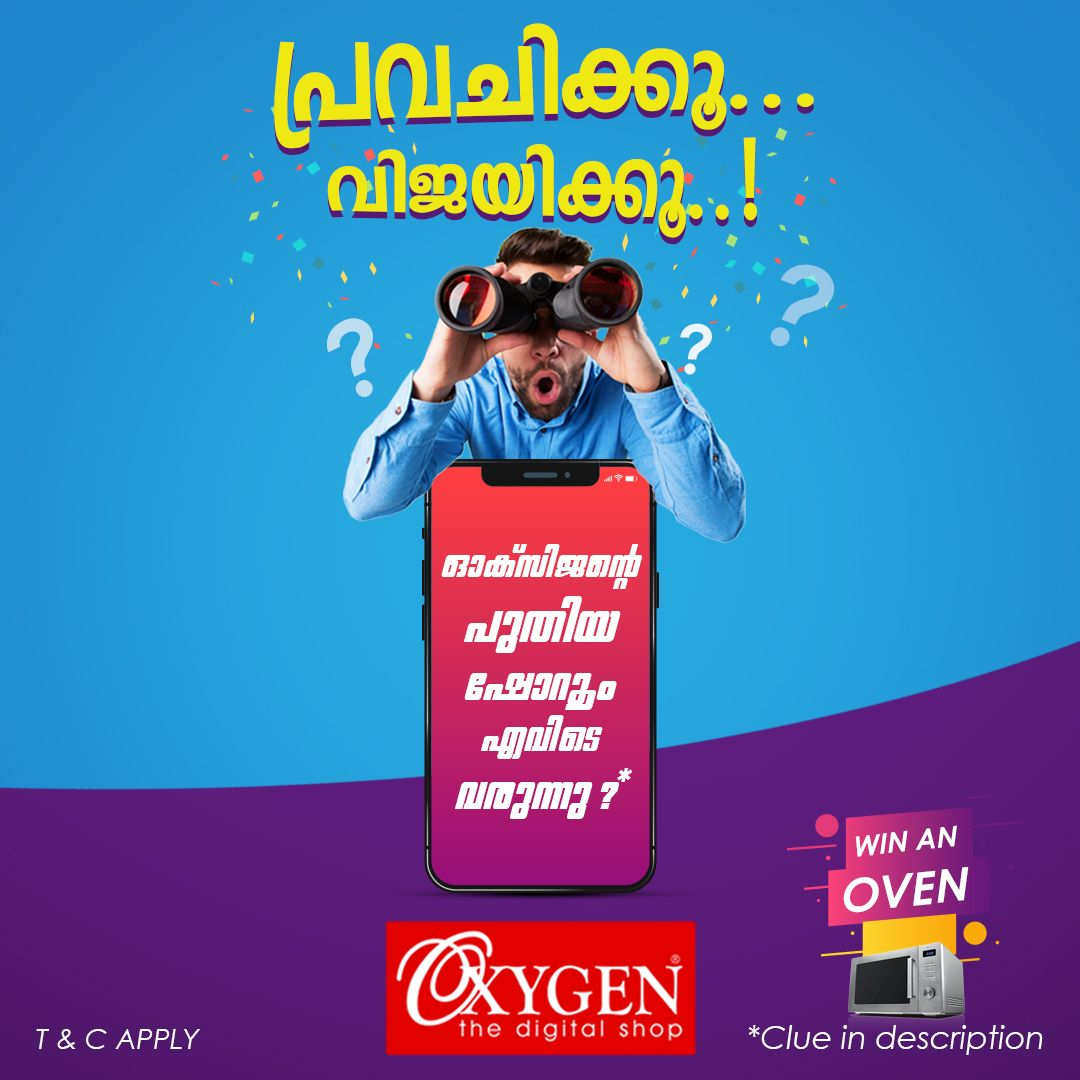 പ്രവചിക്കൂ...
വിജയിക്കൂ..!
? ? ?
ഓക്സിജന്റെ
പുതിയ
ഷോറൂം
എവിടെ
വരുന്നു ?*
WIN AN
OVEN
OXYGEN®
the digital shop
T & C APPLY
*Clue in description